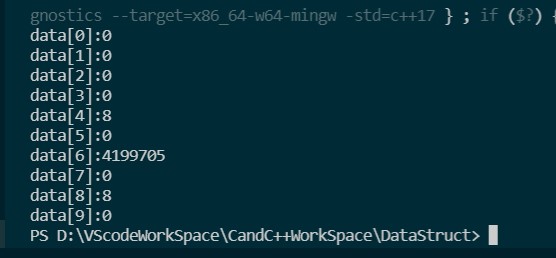 gnostics --target=x86_64-w64-mingw -std=c++17 } ; if ($?) {
data[0]:0
data[1]:0
data[2]:0
data[3]:0
data[4]:8
data[5]:0
data[6]:4199705
data[7]:0
data[8]:8
data[9]:0
PS D:\VScodeWorkSpace\CandC++WorkSpace\DataStruct>